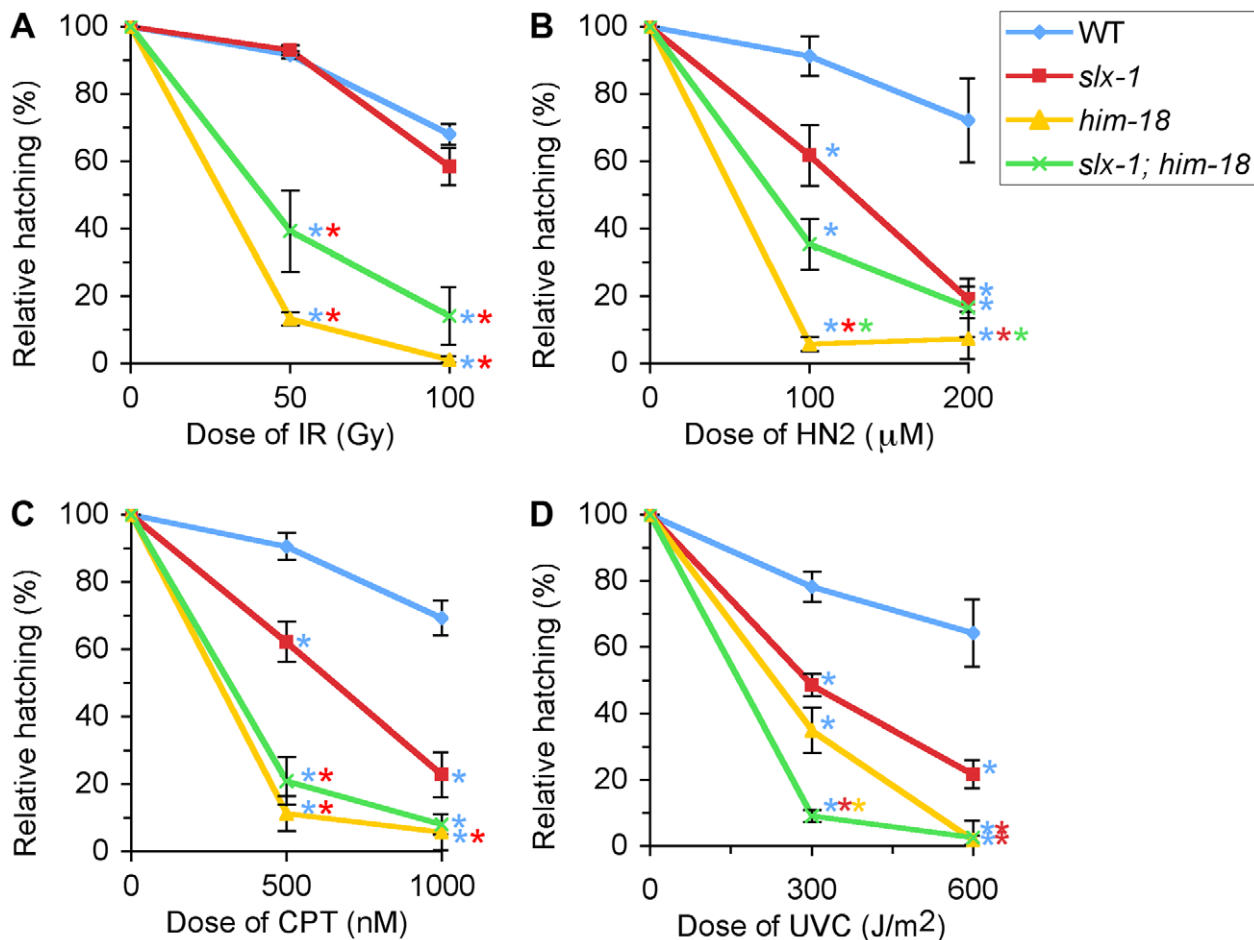 A
Relative hatching (%)
100
80
60
40
20
0
0 50 100
Dose of IR (Gy)
**
**
**
**
B
Relative hatching (%)
100
80
60
40
20
0
0 100 200
Dose of HN2 (μM)
*
*
***
*
*
***
WT
slx-1
him-18
slx-1; him-18
C
Relative hatching (%)
100
80
60
40
20
0
0 500 1000
Dose of CPT (nM)
*
**
**
*
*
**
D
Relative hatching (%)
100
80
60
40
20
0
0 300 600
Dose of UVC (J/m2)
*
*
***
*
**
**